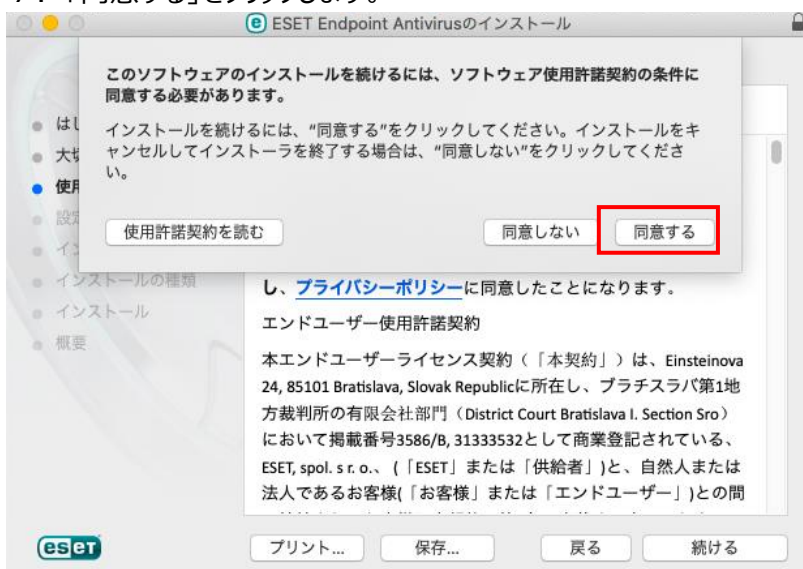 ESET Endpoint Antivirusのインストール
このソフトウェアのインストールを続けるには、ソフトウェア使用許諾契約の条件に
同意する必要があります。
インストールを続けるには、“同意する”をクリックしてください。インストールをキ
ャンセルしてインストーラを終了する場合は、“同意しない”をクリックしてくださ
い。
使用許諾契約を読む
同意しない
同意する
はし
大切
使用
設定
イン
インストールの種類
インストール
概要
し、プライバシーポリシーに同意したことになります。
エンドユーザー使用許諾契約
本エンドユーザーライセンス契約（「本契約」）は、Einsteinova
24, 85101 Bratislava, Slovak Republicに所在し、ブラチスラバ第1地
方裁判所の有限会社部門（District Court Bratislava I. Section Sro）
において掲載番号3586/B, 31333532として商業登記されている、
ESET, spol. s r. o.、 (「ESET」または「供給者」)と、自然人または
法人であるお客様(「お客様」または「エンドユーザー」)との間
eset
プリント...
保存...
戻る
続ける